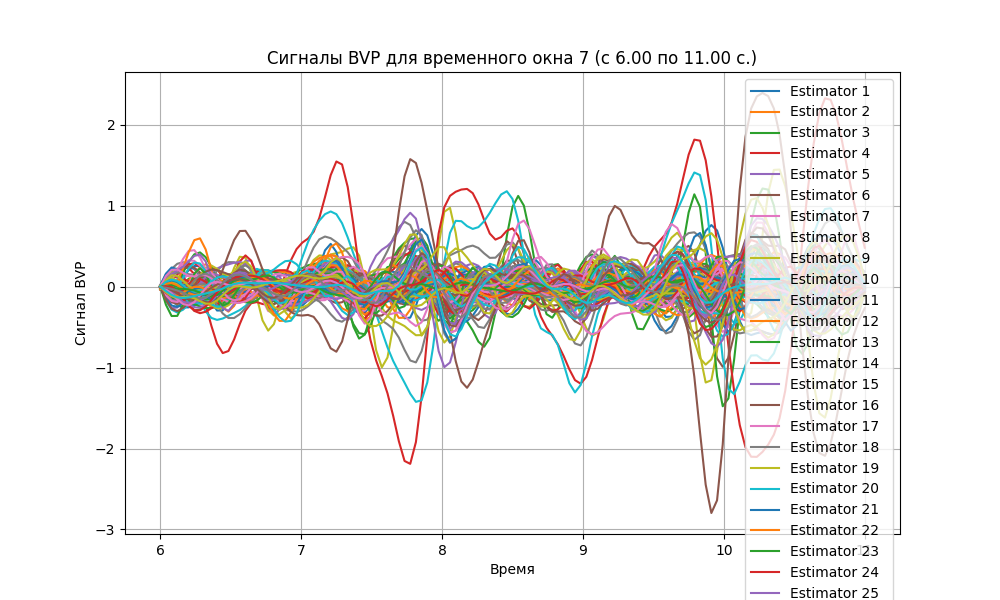 Сигналы BVP для временного окна 7 (с 6.00 по 11.00 с.)
Сигнал BVP
2
1
0
−1
−2
−3
6
7
8
9
10
Время
Estimator 1
Estimator 2
Estimator 3
Estimator 4
Estimator 5
Estimator 6
Estimator 7
Estimator 8
Estimator 9
Estimator 10
Estimator 11
Estimator 12
Estimator 13
Estimator 14
Estimator 15
Estimator 16
Estimator 17
Estimator 18
Estimator 19
Estimator 20
Estimator 21
Estimator 22
Estimator 23
Estimator 24
Estimator 25